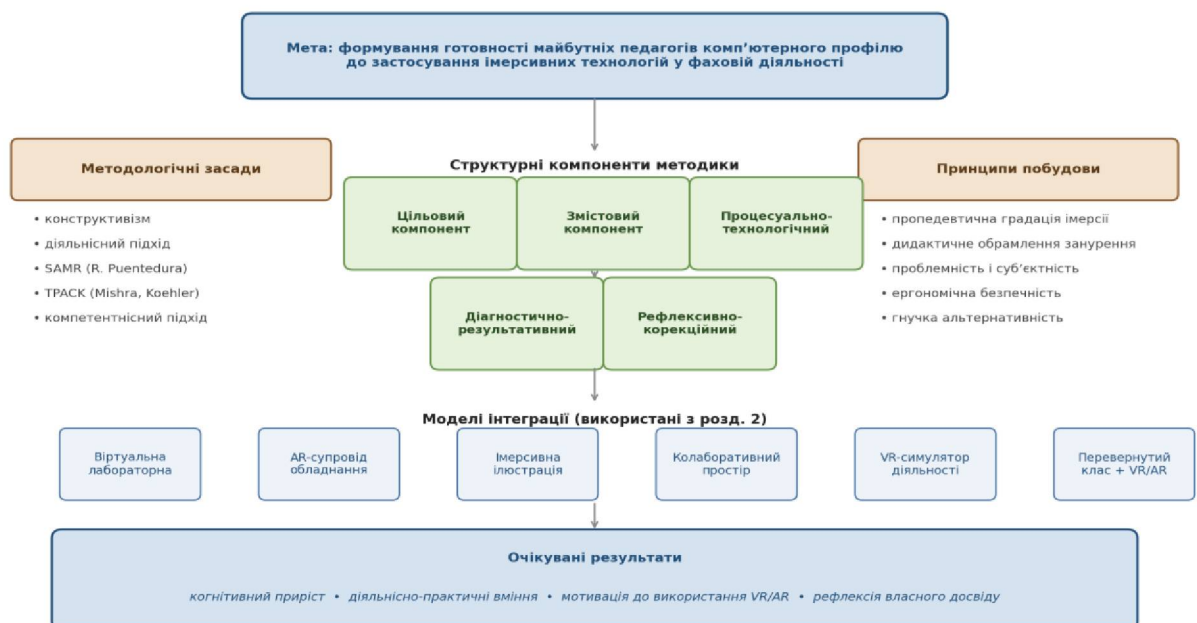 Мета: формування готовності майбутніх педагогів комп’ютерного профілю
до застосування імерсивних технологій у фаховій діяльності
Методологічні засади
• конструктивізм
• діяльнісний підхід
• SAMR (R. Puentedura)
• TPACK (Mishra, Koehler)
• компетентнісний підхід
Структурні компоненти методики
Цільовий
компонент
Змістовий
компонент
Процесуально-
технологічний
Діагностично-
результативний
Рефлексивно-
корекційний
Принципи побудови
• пропедевтична градація імерсії
• дидактичне обрамлення занурення
• проблемність і суб’єктність
• ергономічна безпечність
• гнучка альтернативність
Моделі інтеграції (використані з розд. 2)
Віртуальна
лабораторна
AR-супровід
обладнання
Імерсивна
ілюстрація
Колаборативний
простір
VR-симулятор
діяльності
Перевернутий
клас + VR/AR
Очікувані результати
когнітивний приріст • діяльнісно-практичні вміння • мотивація до використання VR/AR • рефлексія власного досвіду